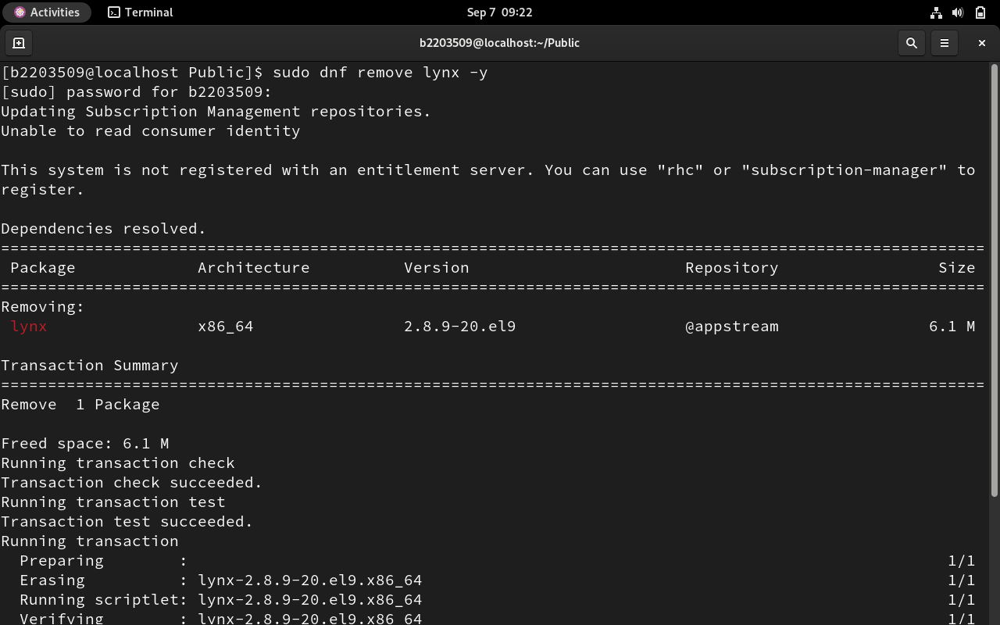 Activities Terminal Sep 7 09:22
b2203509@localhost:~/Public
[b2203509@localhost Public]$ sudo dnf remove lynx -y
[sudo] password for b2203509:
Updating Subscription Management repositories.
Unable to read consumer identity
This system is not registered with an entitlement server. You can use "rhc" or "subscription-manager" to
register.
Dependencies resolved.
=========================================================================================================
Package Architecture Version Repository Size
=========================================================================================================
Removing:
lynx x86_64 2.8.9-20.el9 @appstream 6.1 M
Transaction Summary
=========================================================================================================
Remove  1 Package
Freed space: 6.1 M
Running transaction check
Transaction check succeeded.
Running transaction test
Transaction test succeeded.
Running transaction
Preparing : 1/1
Erasing : lynx-2.8.9-20.el9.x86_64 1/1
Running scriptlet: lynx-2.8.9-20.el9.x86_64 1/1
Verifying : lynx-2.8.9-20.el9.x86_64 1/1